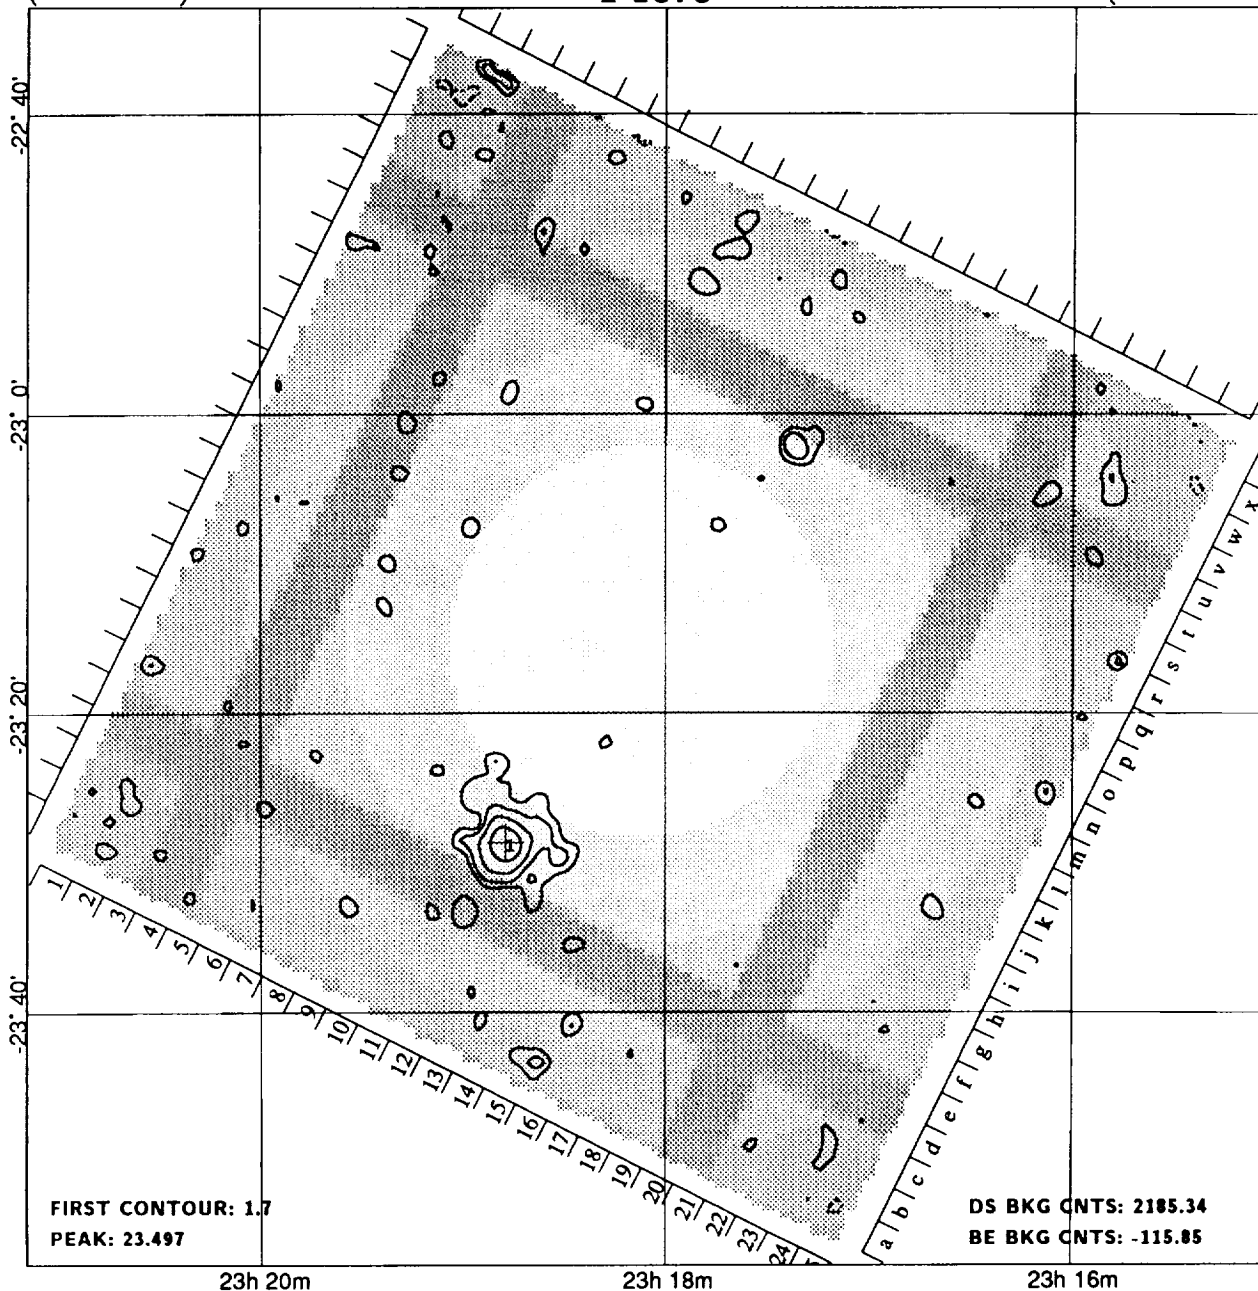 -22° 40'
-23° 0'
-23° 20'
-23° 40'
1
1 2 3 4 5 6 7 8 9 10 11 12 13 14 15 16 17 18 19 20 21 22 23 24
a b c d e f g h i j k l m n o p q r s t u v w x
FIRST CONTOUR: 1.7
PEAK: 23.497
DS BKG CNTS: 2185.34
BE BKG CNTS: -115.85
23h 20m
23h 18m
23h 16m